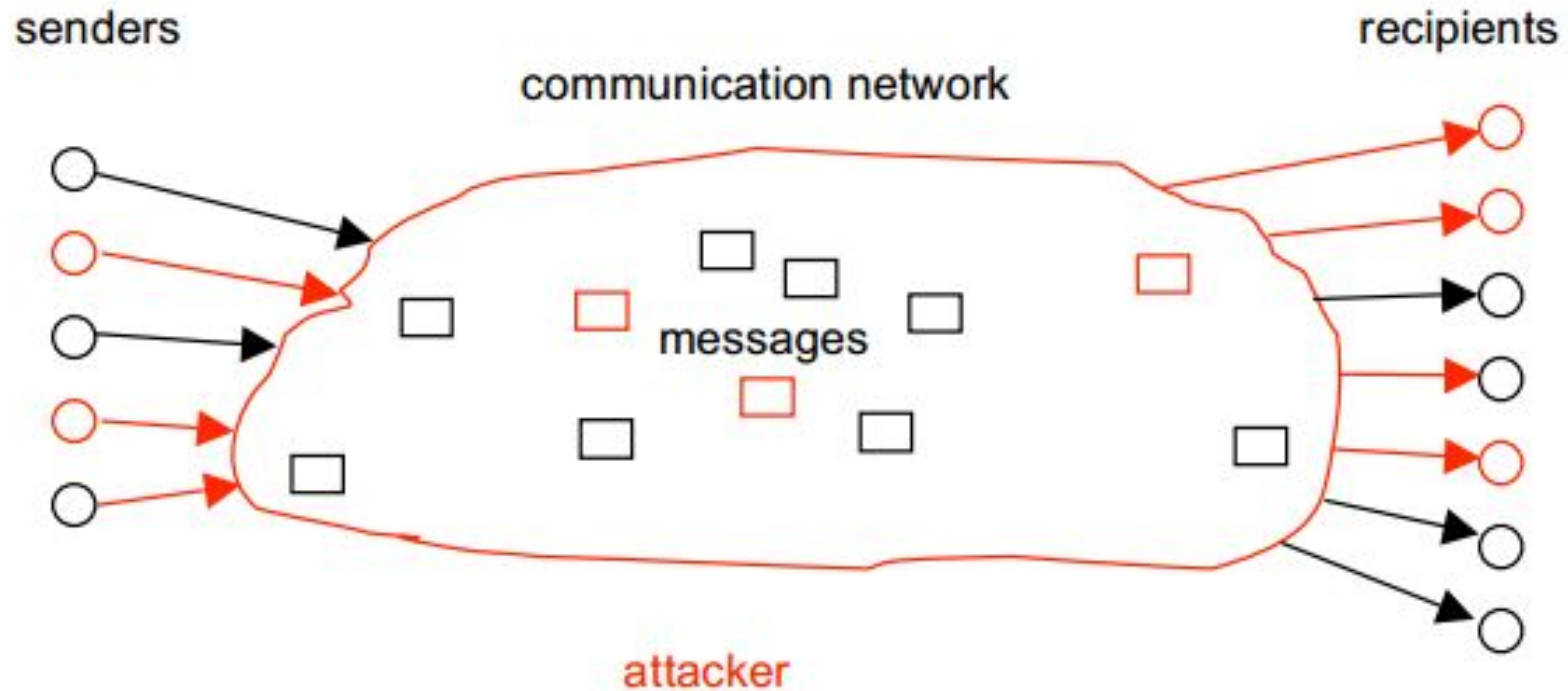 senders
recipients
communication network
messages
attacker